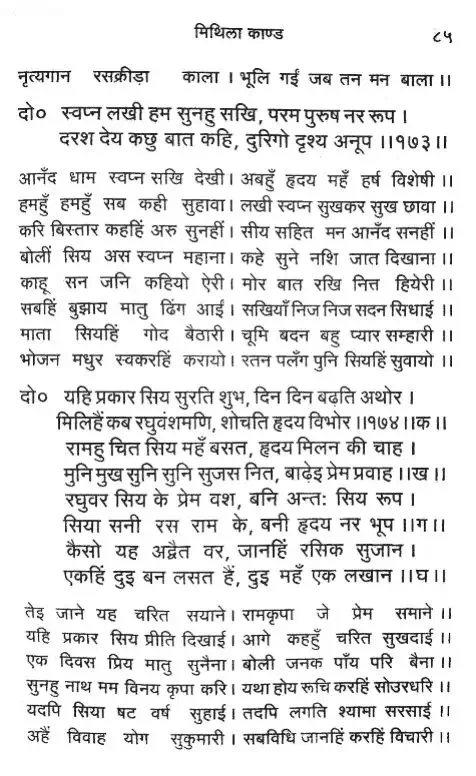 मिथिला काण्ड ८५
नृत्यगान रसक्रीड़ा काला । भूलि गईं जब तन मन बाला ।।
दो० स्वप्न लखी हम सुनहु सखि, परम पुरुष नर रूप ।
दरश देय कछु बात कहि, दुरिगो दृश्य अनूप ।।१७३।।
आनँद धाम स्वप्न सखि देखी । अबहुँ हृदय महँ हर्ष विशेषी ।।
हमहुँ हमहुँ सब कही सुहावा । लखी स्वप्न सुखकर सुख छावा ।।
करि बिस्तार कहहिं अरु सुनहीं । सीय सहित मन आनँद सनहीं ।।
बोलीं सिय अस स्वप्न महाना । कहे सुने नशि जात दिखाना ।।
काहू सन जनि कहियो ऐरी । मोर बात रखि नित्त हियेरी ।।
सबहिं बुझाय मातु ढिंग आईं । सखियाँ निज निज सदन सिधाई ।।
माता सियहिं गोद बैठारी । चूमि बदन बहु प्यार सम्हारी ।।
भोजन मधुर स्वकरहिं करायो । रतन पलँग पुनि सियहिं सुवायो ।।
दो० यहि प्रकार सिय सुरति शुभ, दिन दिन बढ़ति अथोर ।
मिलिहैं कब रघुवंशमणि, शोचति हृदय विभोर ।।१७४।।क।।
रामहु चित सिय महँ बसत, हृदय मिलन की चाह ।
मुनि मुख सुनि सुनि सुजस नित, बाढ़ेइ प्रेम प्रवाह ।।ख।।
रघुवर सिय के प्रेम वश, बनि अन्तः सिय रूप ।
सिया सनी रस राम के, बनी हृदय नर भूप ।।ग।।
कैसो यह अद्वैत वर, जानहिं रसिक सुजान ।
एकहिं दुइ बन लसत हैं, दुइ महँ एक लखान ।।घ।।
तेइ जाने यह चरित सयाने । रामकृपा जे प्रेम समाने ।।
यहि प्रकार सिय प्रीति दिखाई । आगे कहहुँ चरित सुखदाई ।।
एक दिवस प्रिय मातु सुनैना । बोली जनक पाँय परि बैना ।।
सुनहु नाथ मम विनय कृपा करि । यथा होय रूचि करहिं सोउरधरि ।।
यदपि सिया षट वर्ष सुहाई । तदपि लगति श्यामा सरसाई ।।
अहैं विवाह योग सुकुमारी । सबविधि जानहिं करहिं विचारी ।।